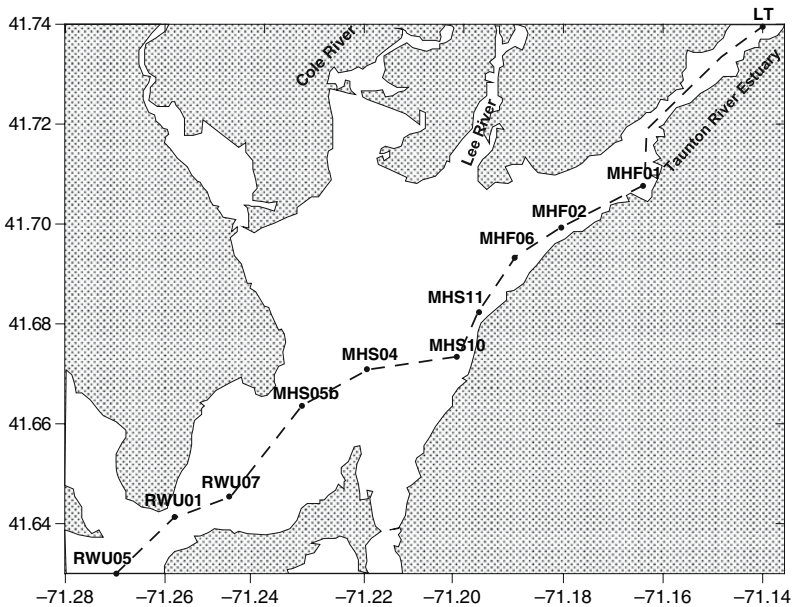 LT
41.74
Cole River
Lee River
Taunton River Estuary
41.72
MHF01
MHF02
41.70
MHF06
MHS11
41.68
MHS10
MHS04
MHS05b
41.66
RWU07
RWU01
41.64
RWU05
−71.28 −71.26 −71.24 −71.22 −71.20 −71.18 −71.16 −71.14